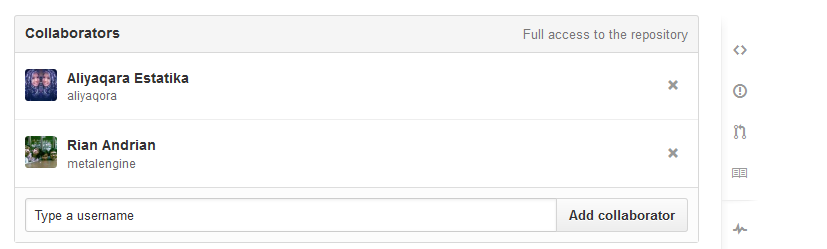 Collaborators
Full access to the repository
Aliyaqara Estatika
aliyaqora
Rian Andrian
metalengine
Type a username
Add collaborator